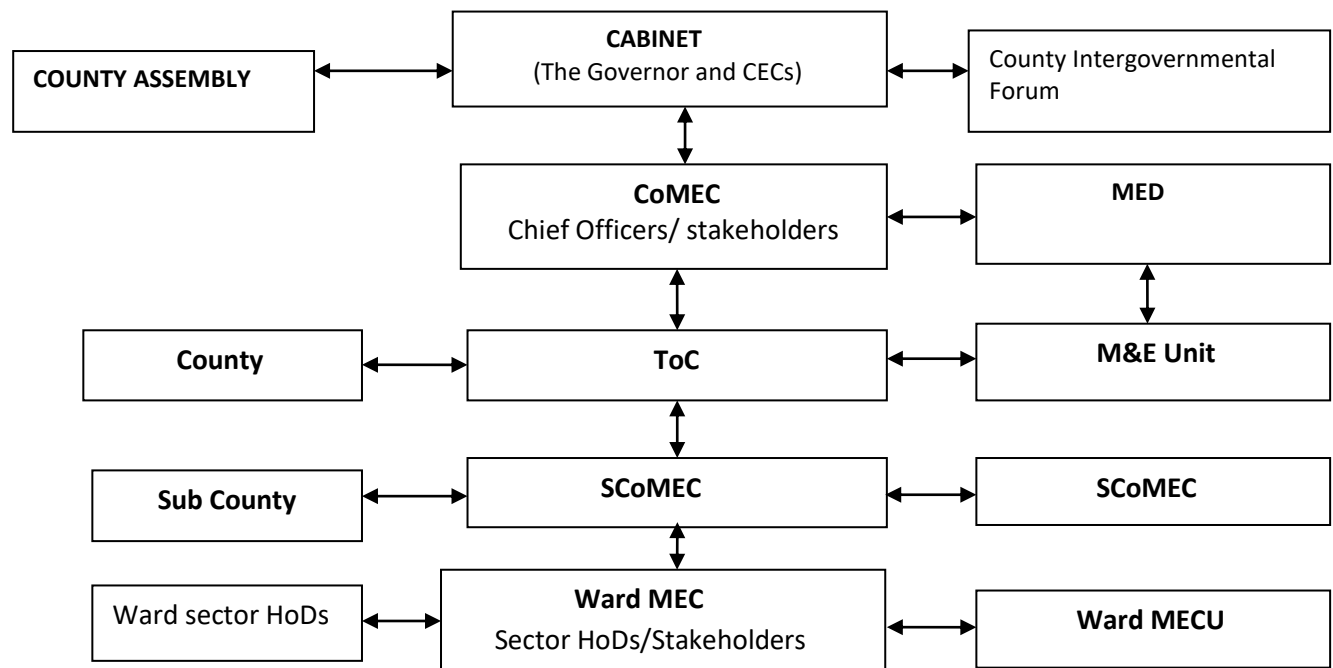 COUNTY ASSEMBLY
CABINET
(The Governor and CECs)
County Intergovernmental
Forum
CoMEC
Chief Officers/ stakeholders
MED
County
ToC
M&E Unit
Sub County
SCoMEC
SCoMEC
Ward sector HoDs
Ward MEC
Sector HoDs/Stakeholders
Ward MECU